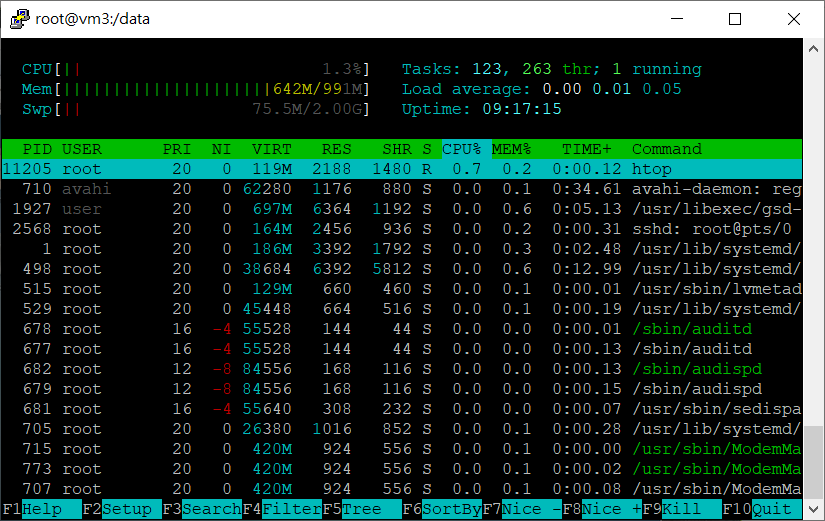 root@vm3:/data
CPU[|| 1.3%] Tasks: 123, 263 thr; 1 running
Mem[|||||||||||||||||||||642M/991M] Load average: 0.00 0.01 0.05
Swp[|| 75.5M/2.00G] Uptime: 09:17:15
PID USER PRI NI VIRT RES SHR S CPU% MEM% TIME+ Command
11205 root 20 0 119M 2188 1480 R 0.7 0.2 0:00.12 htop
710 avahi 20 0 62280 1176 880 S 0.0 0.1 0:34.61 avahi-daemon: reg
1927 user 20 0 697M 6364 1192 S 0.0 0.6 0:05.13 /usr/libexec/gsd-
2568 root 20 0 164M 2456 936 S 0.0 0.2 0:00.31 sshd: root@pts/0
1 root 20 0 186M 3392 1792 S 0.0 0.3 0:02.48 /usr/lib/systemd/
498 root 20 0 38684 6392 5812 S 0.0 0.6 0:12.99 /usr/lib/systemd/
515 root 20 0 129M 660 460 S 0.0 0.1 0:00.01 /usr/sbin/lvmetad
529 root 20 0 45448 664 516 S 0.0 0.1 0:00.19 /usr/lib/systemd/
678 root 16 -4 55528 144 44 S 0.0 0.0 0:00.01 /sbin/auditd
677 root 16 -4 55528 144 44 S 0.0 0.0 0:00.13 /sbin/auditd
682 root 12 -8 84556 168 116 S 0.0 0.0 0:00.13 /sbin/audispd
679 root 12 -8 84556 168 116 S 0.0 0.0 0:00.15 /sbin/audispd
681 root 16 -4 55640 308 232 S 0.0 0.0 0:00.07 /usr/sbin/sedispa
705 root 20 0 26380 1016 852 S 0.0 0.1 0:00.28 /usr/lib/systemd/
715 root 20 0 420M 924 556 S 0.0 0.1 0:00.00 /usr/sbin/ModemMa
773 root 20 0 420M 924 556 S 0.0 0.1 0:00.02 /usr/sbin/ModemMa
707 root 20 0 420M 924 556 S 0.0 0.1 0:00.08 /usr/sbin/ModemMa
F1Help F2Setup F3SearchF4FilterF5Tree F6SortByF7Nice -F8Nice +F9Kill F10Quit